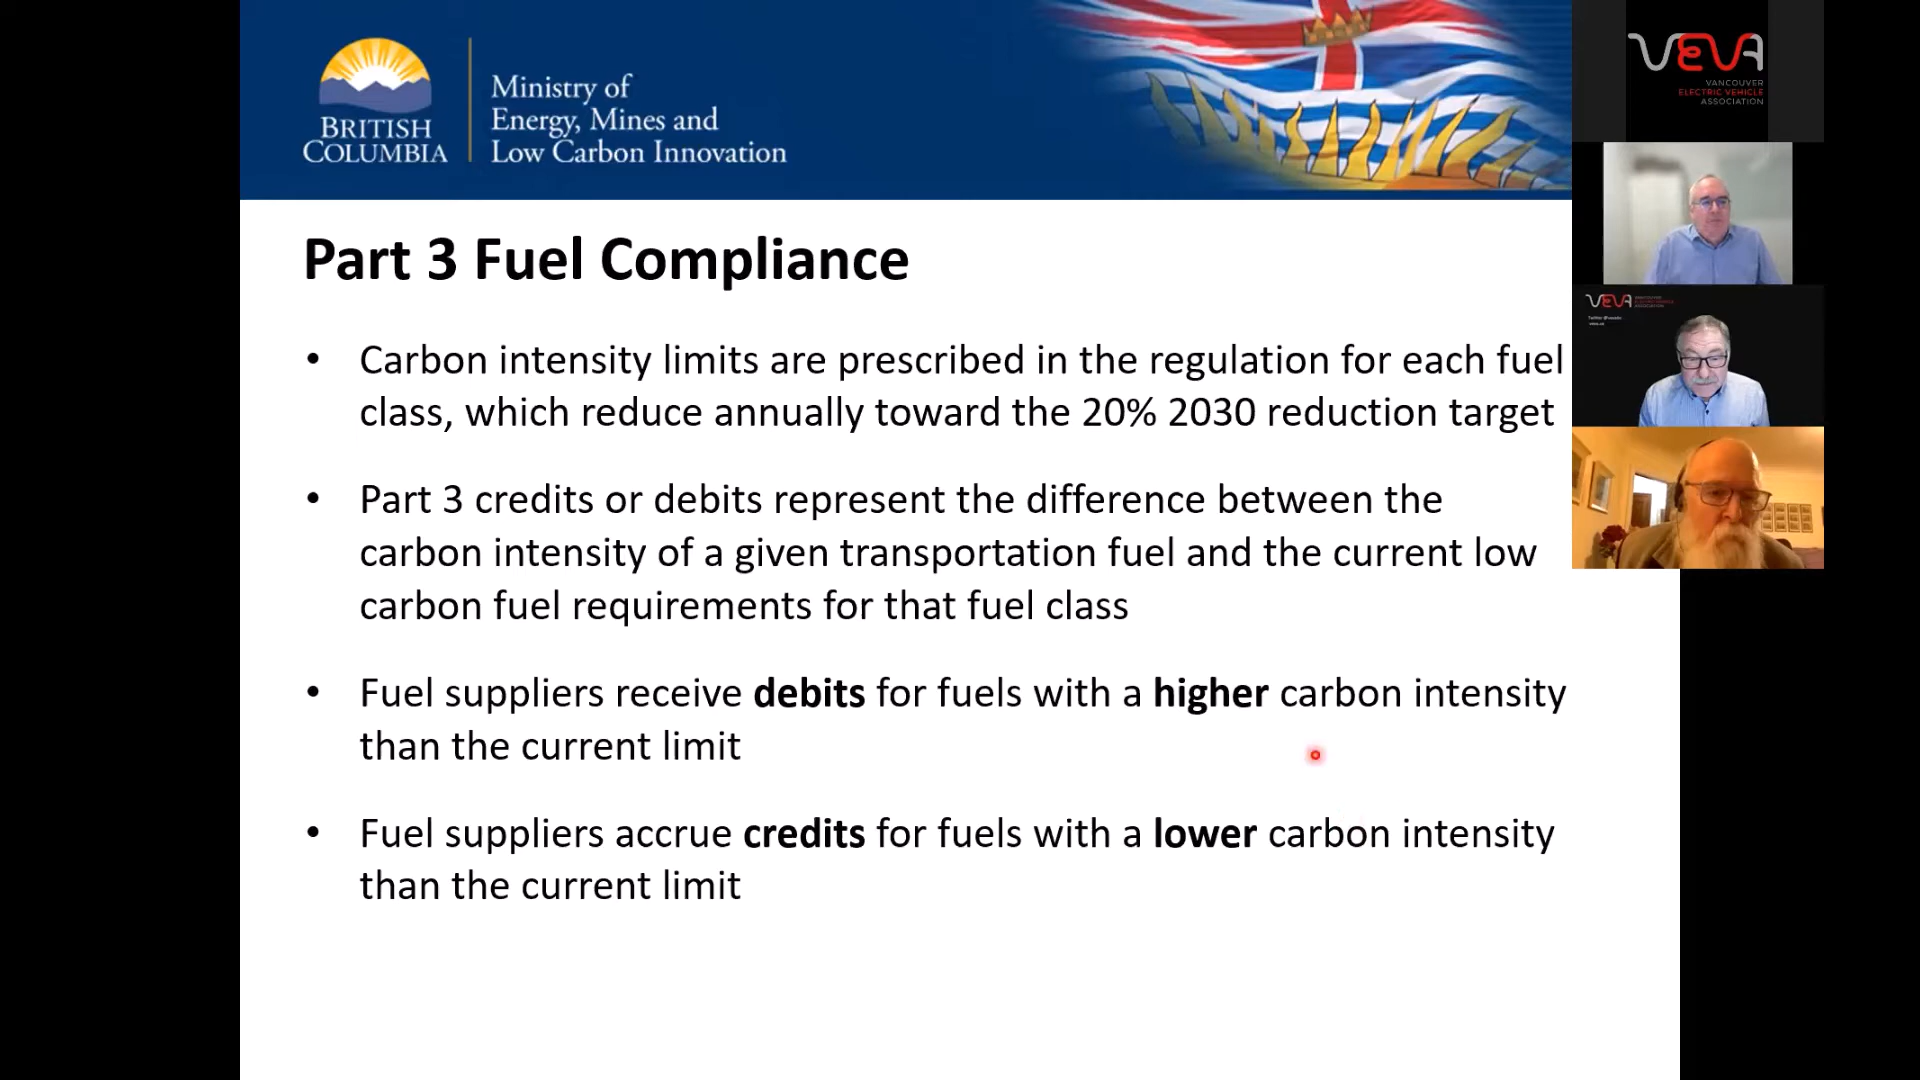 BRITISH
COLUMBIA
Ministry of
Energy, Mines and
Low Carbon Innovation
Part 3 Fuel Compliance
• Carbon intensity limits are prescribed in the regulation for each fuel
class, which reduce annually toward the 20% 2030 reduction target
• Part 3 credits or debits represent the difference between the
carbon intensity of a given transportation fuel and the current low
carbon fuel requirements for that fuel class
• Fuel suppliers receive debits for fuels with a higher carbon intensity
than the current limit
• Fuel suppliers accrue credits for fuels with a lower carbon intensity
than the current limit
VEVA
VANCOUVER
ELECTRIC VEHICLE
ASSOCIATION
VEVA
VANCOUVER
ELECTRIC VEHICLE
ASSOCIATION